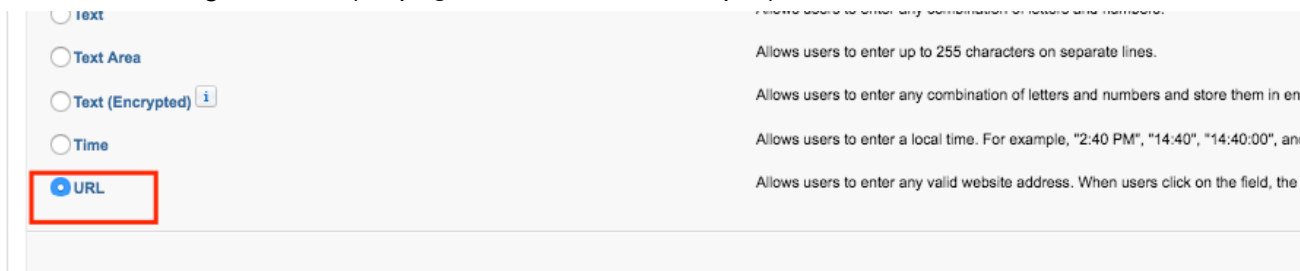 Text
Allows users to enter any combination of letters and numbers.
Text Area
Allows users to enter up to 255 characters on separate lines.
Text (Encrypted) i
Allows users to enter any combination of letters and numbers and store them in en
Time
Allows users to enter a local time. For example, "2:40 PM", "14:40", "14:40:00", and
URL
Allows users to enter any valid website address. When users click on the field, the